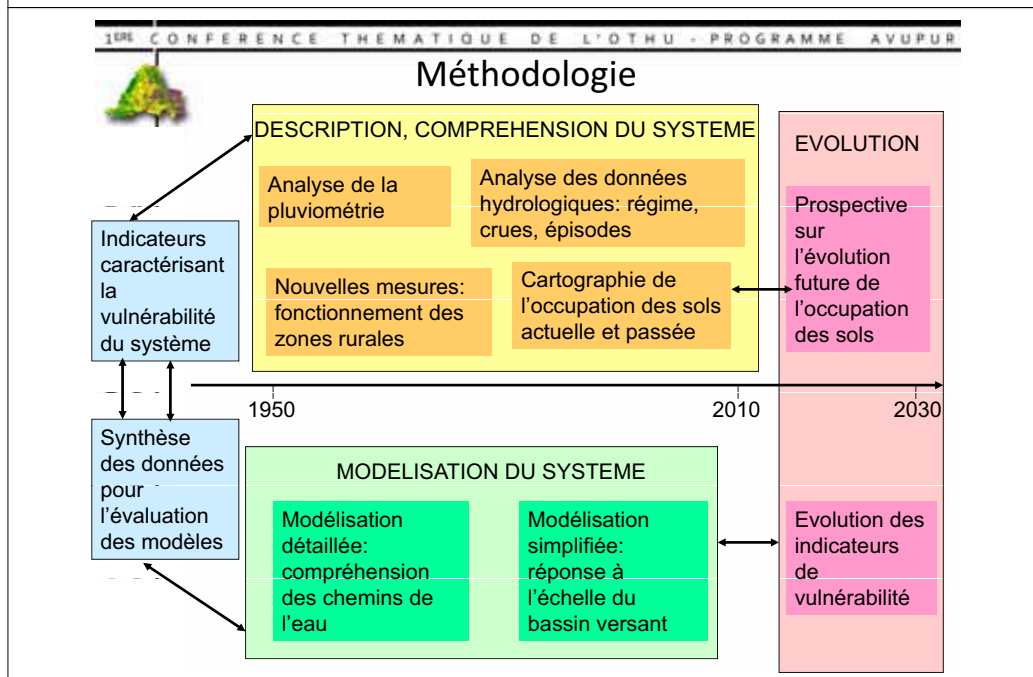 1ERE CONFERENCE THEMATIQUE DE L'OTHU - PROGRAMME AVUPUR
Méthodologie
DESCRIPTION, COMPREHENSION DU SYSTEME
Analyse de la
pluviométrie
Analyse des données
hydrologiques: régime,
crues, épisodes
Nouvelles mesures:
fonctionnement des
zones rurales
Cartographie de
l'occupation des sols
actuelle et passée
EVOLUTION
Prospective
sur
l'évolution
future de
l'occupation
des sols
Indicateurs
caractérisant
la
vulnérabilité
du système
1950
2010
2030
Synthèse
des données
pour
l'évaluation
des modèles
MODELISATION DU SYSTEME
Modélisation
détaillée:
compréhension
des chemins de
l'eau
Modélisation
simplifiée:
réponse à
l'échelle du
bassin versant
Evolution des
indicateurs
de
vulnérabilité